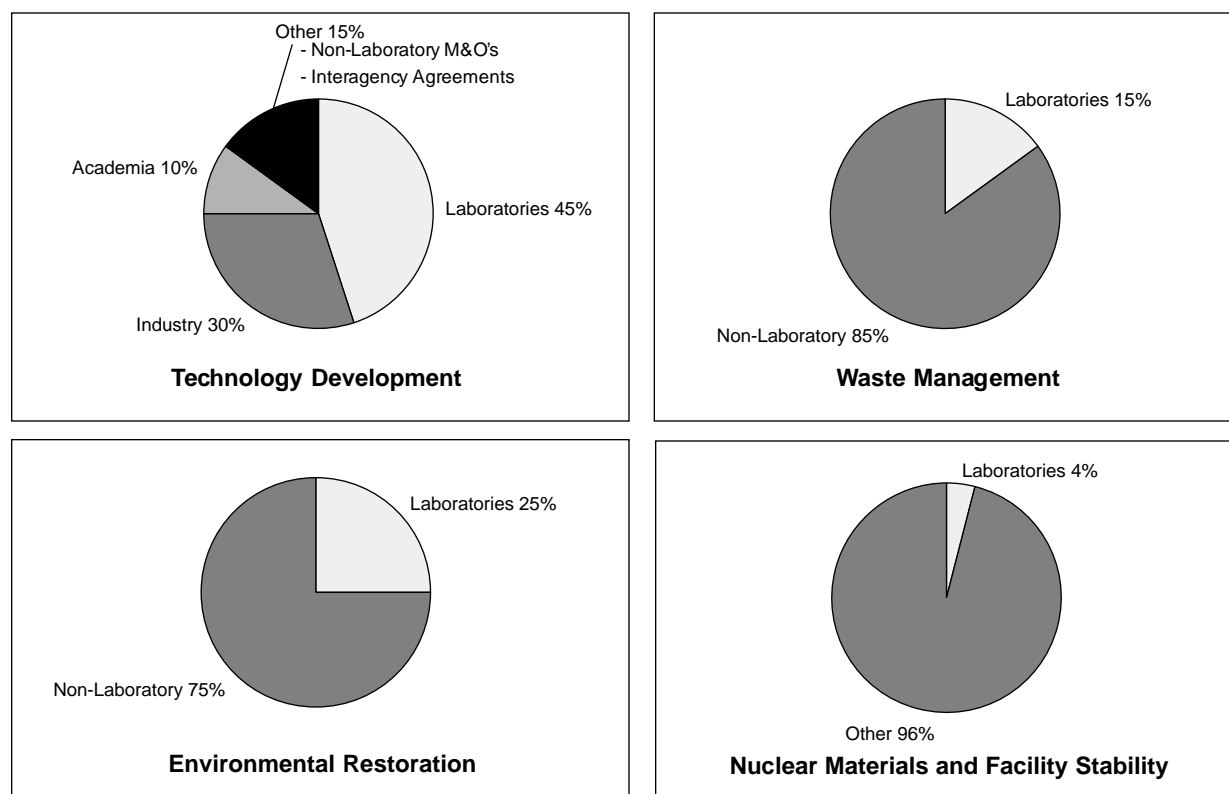 Other 15%
- Non-Laboratory M&O's
- Interagency Agreements
Academia 10%
Laboratories 45%
Industry 30%
Technology Development
Laboratories 15%
Non-Laboratory 85%
Waste Management
Laboratories 25%
Non-Laboratory 75%
Environmental Restoration
Laboratories 4%
Other 96%
Nuclear Materials and Facility Stability